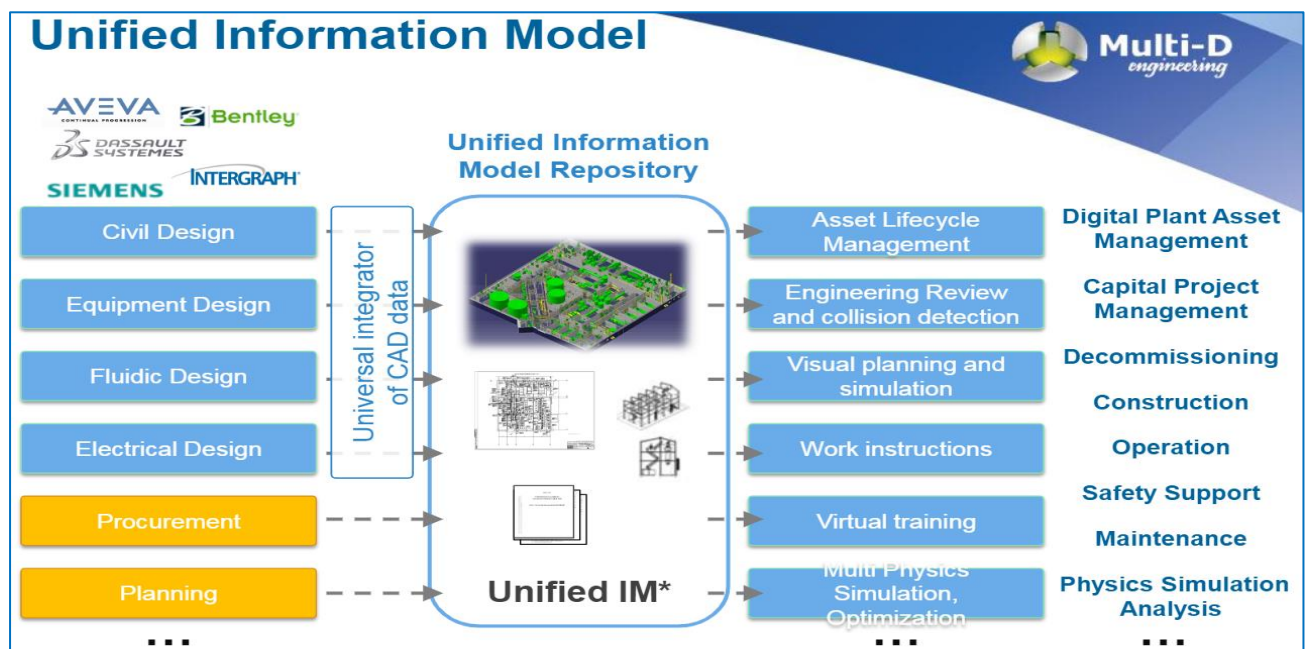 Unified Information Model
Multi-D
engineering
AVEVA
CONTINUAL PROGRESSION
Bentley
DASSAULT
SYSTEMES
SIEMENS
INTERGRAPH
Unified Information
Model Repository
Civil Design
Equipment Design
Fluidic Design
Electrical Design
Procurement
Planning
...
Universal integrator
of CAD data
Unified IM*
Asset Lifecycle
Management
Engineering Review
and collision detection
Visual planning and
simulation
Work instructions
Virtual training
Multi Physics
Simulation,
Optimization
...
Digital Plant Asset
Management
Capital Project
Management
Decommissioning
Construction
Operation
Safety Support
Maintenance
Physics Simulation
Analysis
...